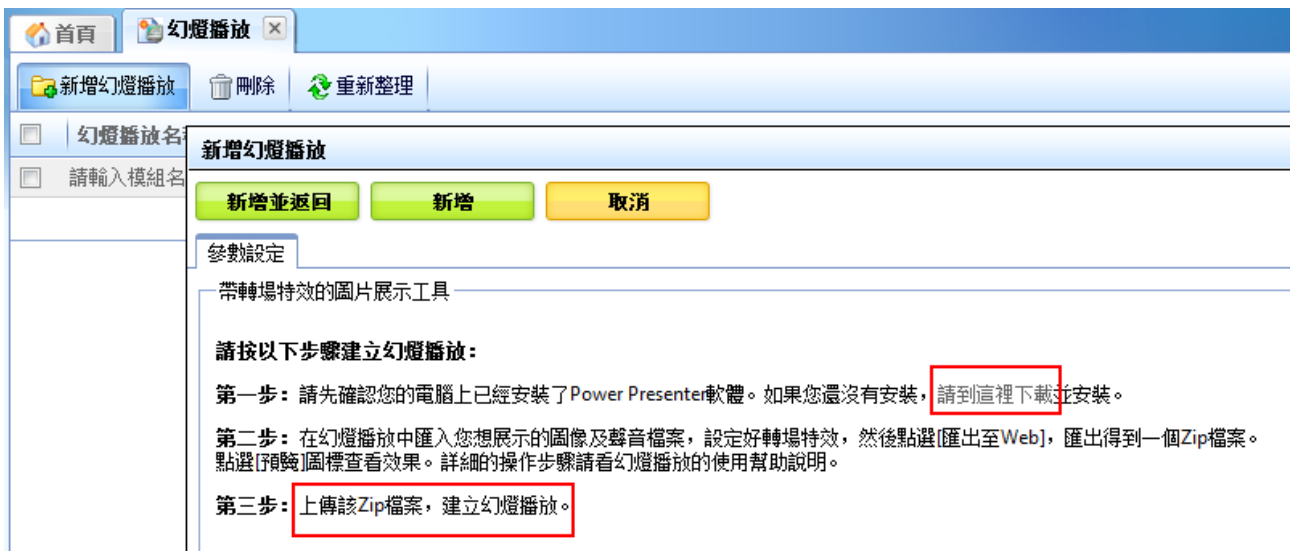 首頁 幻燈播放
新增幻燈播放 刪除 重新整理
幻燈播放名
請輸入模組名
新增幻燈播放
新增並返回 新增 取消
參數設定
帶轉場特效的圖片展示工具
請按以下步驟建立幻燈播放：
第一步：請先確認您的電腦上已經安裝了Power Presenter軟體。如果您還沒有安裝，請到這裡下載並安裝。
第二步：在幻燈播放中匯入您想展示的圖像及聲音檔案，設定好轉場特效，然後點選[匯出至Web]，匯出得到一個Zip檔案。
點選[預覽]圖標查看效果。詳細的操作步驟請看幻燈播放的使用幫助說明。
第三步：上傳該Zip檔案，建立幻燈播放。